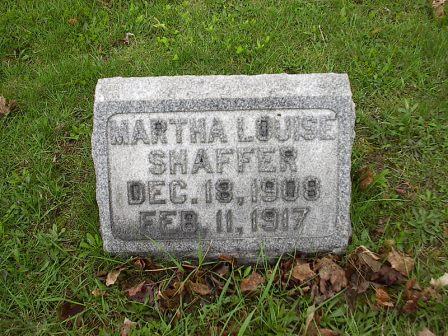 MARTHA LOUISE
SHAFFER
DEC. 18, 1908
FEB. 11, 1917